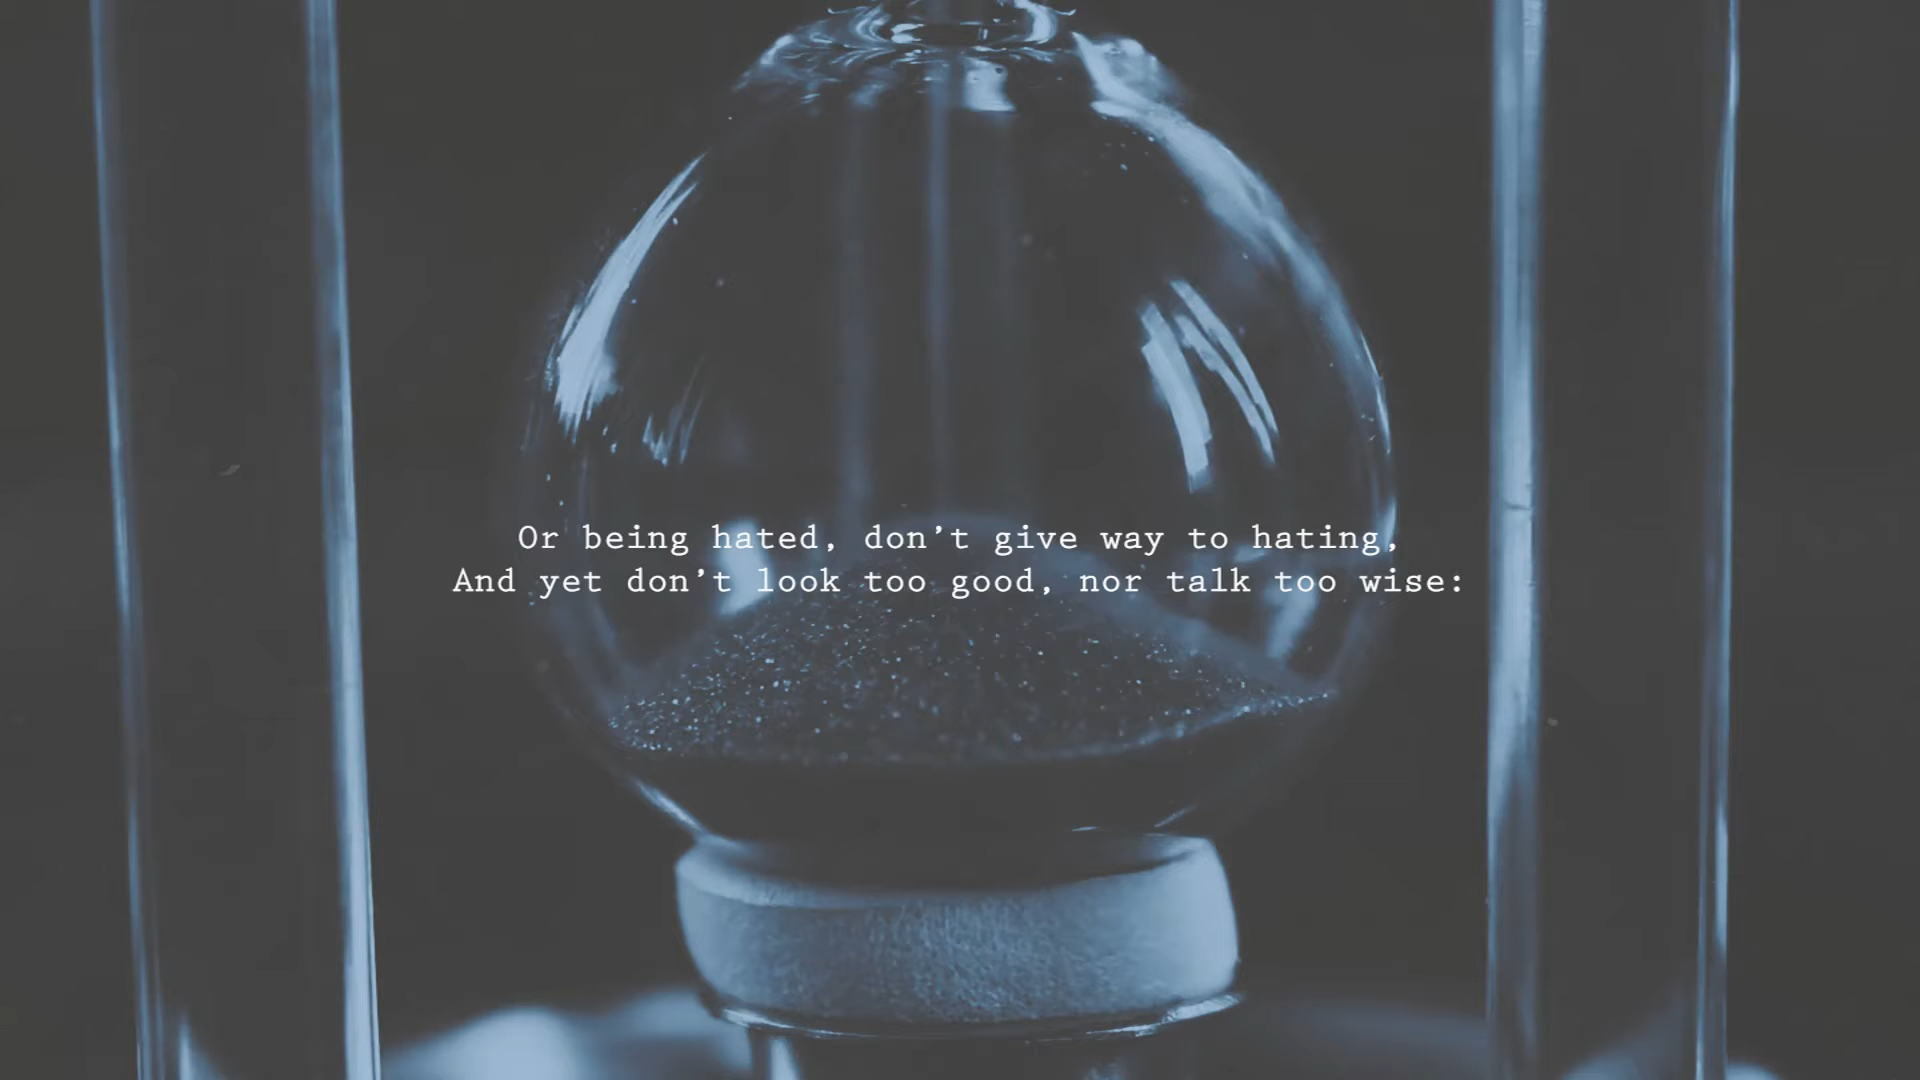 Or being hated, don’t give way to hating,
And yet don’t look too good, nor talk too wise: